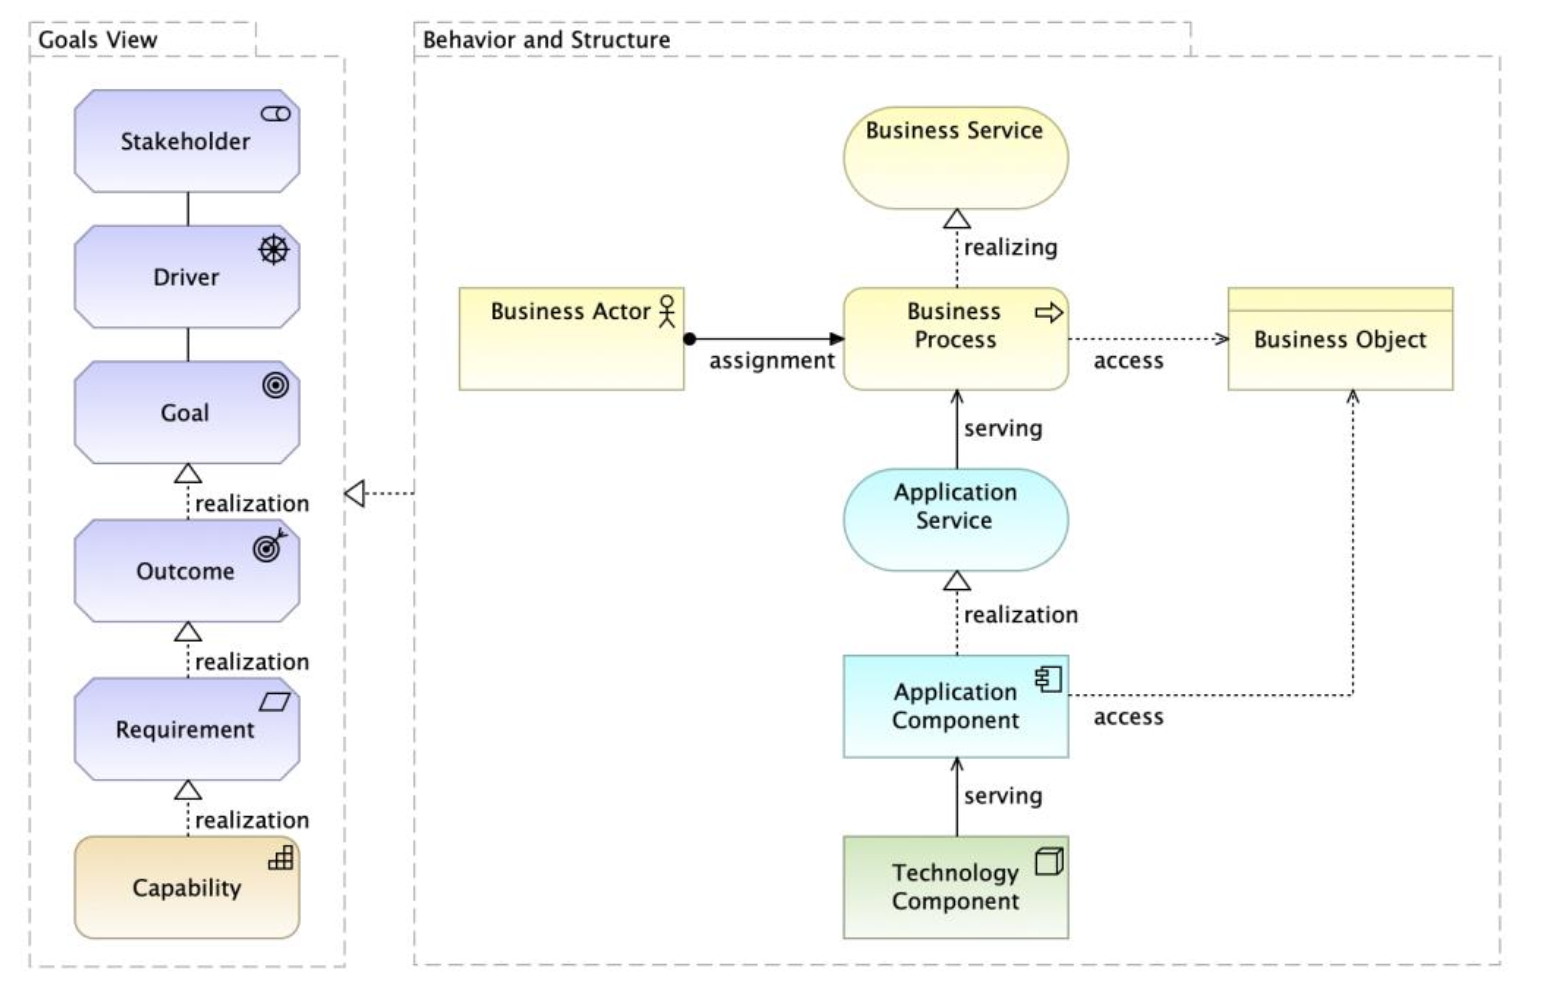 Goals View
Stakeholder
Driver
Goal
realization
Outcome
realization
Requirement
realization
Capability
Behavior and Structure
Business Service
realizing
Business Actor
assignment
Business
Process
access
Business Object
serving
Application
Service
realization
Application
Component
access
serving
Technology
Component